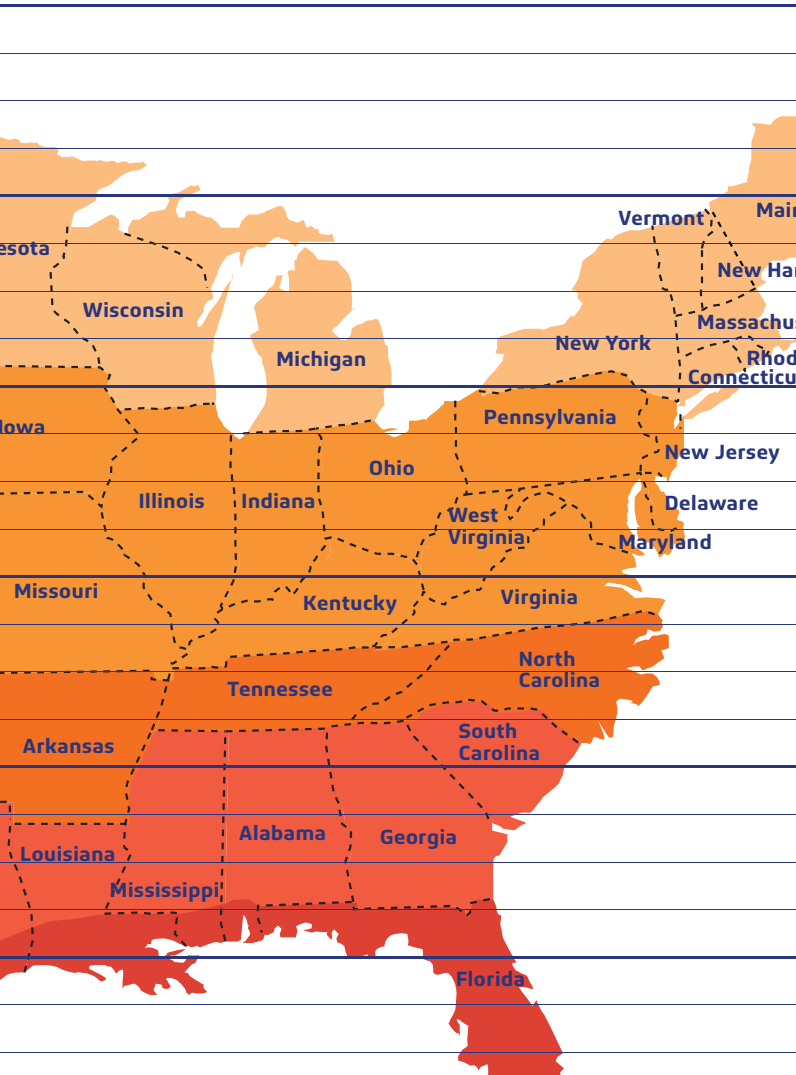 Vermont
Mai
esota
New Ha
Wisconsin
Massachu
New York
Michigan
Rhod
Connecticu
Pennsylvania
Iowa
New Jersey
Ohio
Illinois
Indiana
Delaware
West
Virginia
Maryland
Missouri
Virginia
Kentucky
North
Carolina
Tennessee
South
Carolina
Arkansas
Alabama
Georgia
Louisiana
Mississippi
Florida